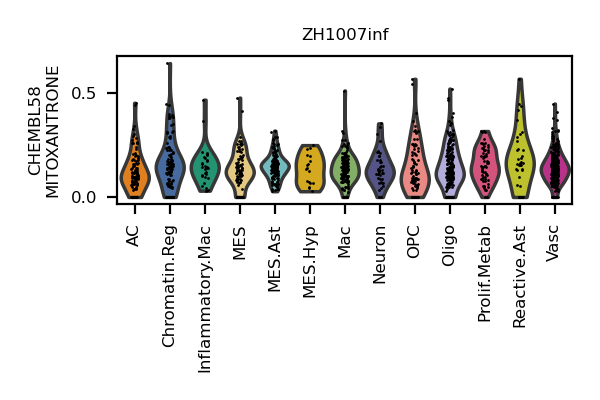 ZH1007inf
CHEMBL58
MITOXANTRONE
0.5
0.0
AC
Chromatin.Reg
Inflammatory.Mac
MES
MES.Ast
MES.Hyp
Mac
Neuron
OPC
Oligo
Prolif.Metab
Reactive.Ast
Vasc